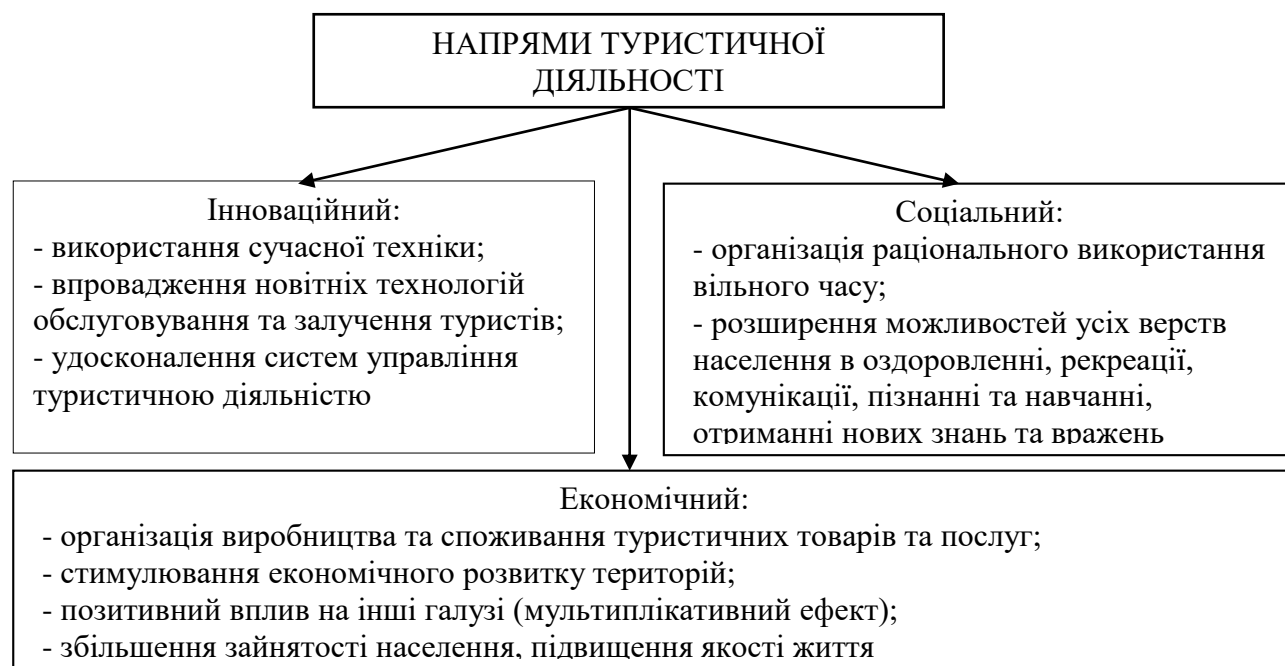 НАПРЯМИ ТУРИСТИЧНОЇ
ДІЯЛЬНОСТІ
Інноваційний:
- використання сучасної техніки;
- впровадження новітніх технологій
обслуговування та залучення туристів;
- удосконалення систем управління
туристичною діяльністю
Соціальний:
- організація раціонального використання
вільного часу;
- розширення можливостей усіх верств
населення в оздоровленні, рекреації,
комунікації, пізнанні та навчанні,
отриманні нових знань та вражень
Економічний:
- організація виробництва та споживання туристичних товарів та послуг;
- стимулювання економічного розвитку територій;
- позитивний вплив на інші галузі (мультиплікативний ефект);
- збільшення зайнятості населення, підвищення якості життя